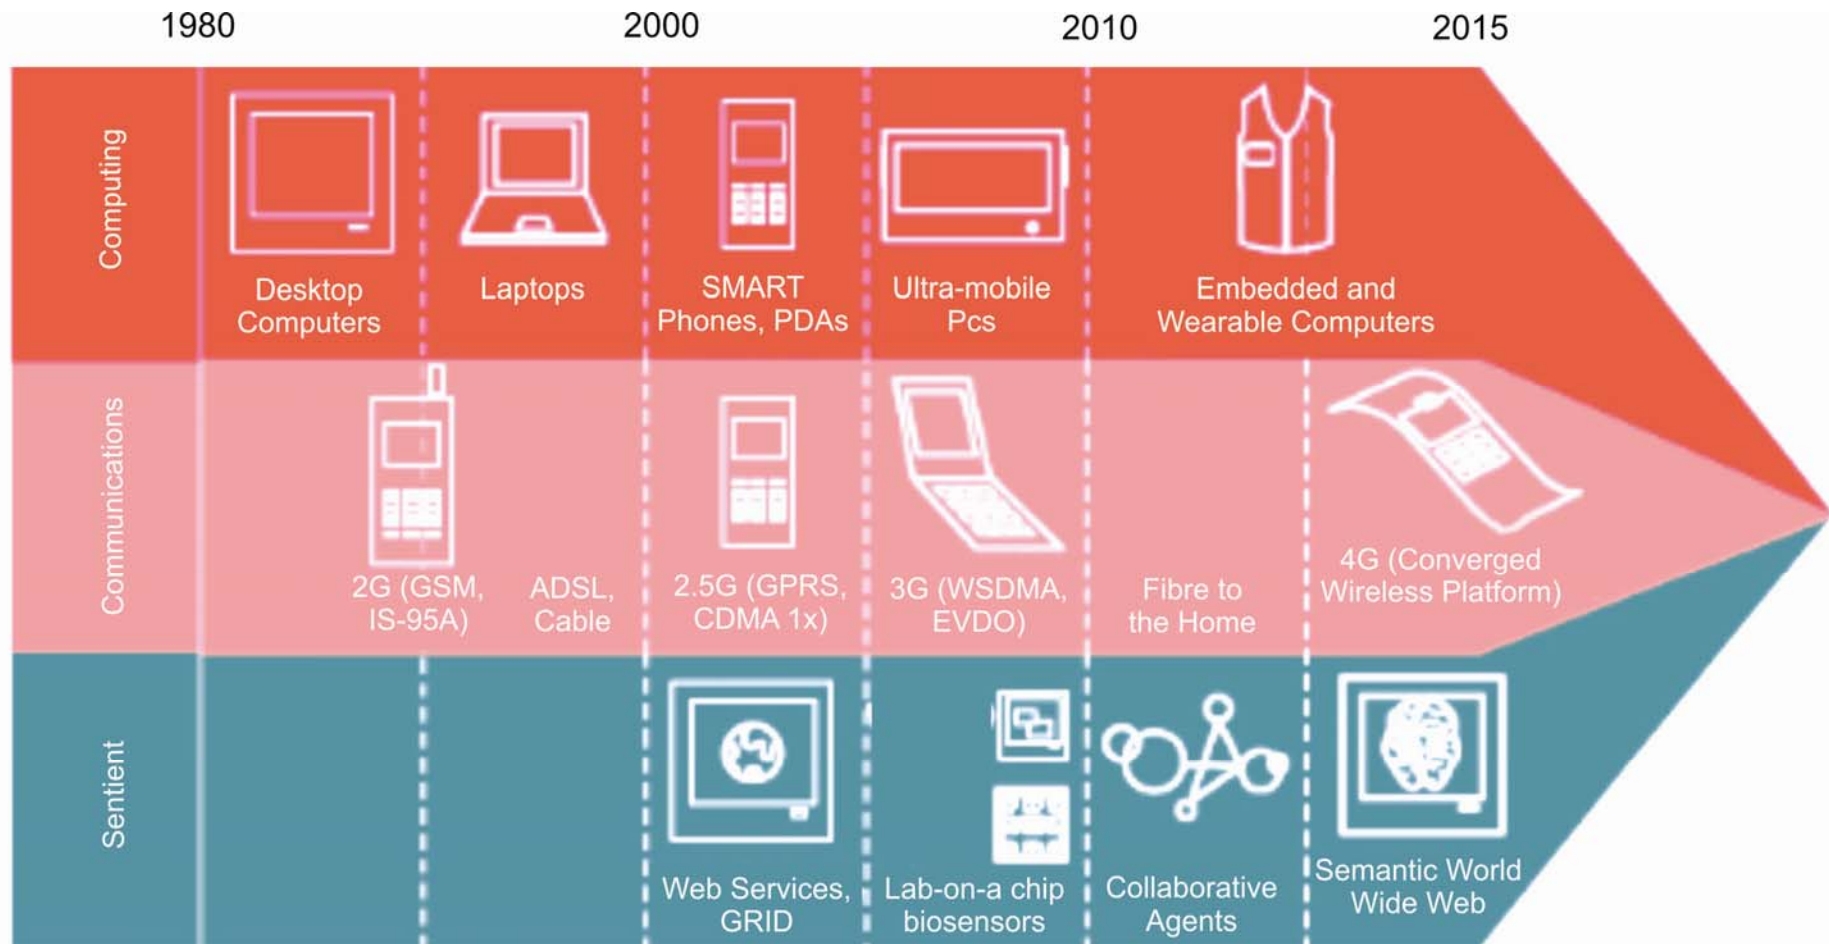 1980
2000
2010
2015
Computing
Desktop
Computers
Laptops
SMART
Phones, PDAs
Ultra-mobile
Pcs
Embedded and
Wearable Computers
Communications
2G (GSM,
IS-95A)
ADSL,
Cable
2.5G (GPRS,
CDMA 1x)
3G (WSDMA,
EVDO)
Fibre to
the Home
4G (Converged
Wireless Platform)
Sentient
Web Services,
GRID
Lab-on-a chip
biosensors
Collaborative
Agents
Semantic World
Wide Web